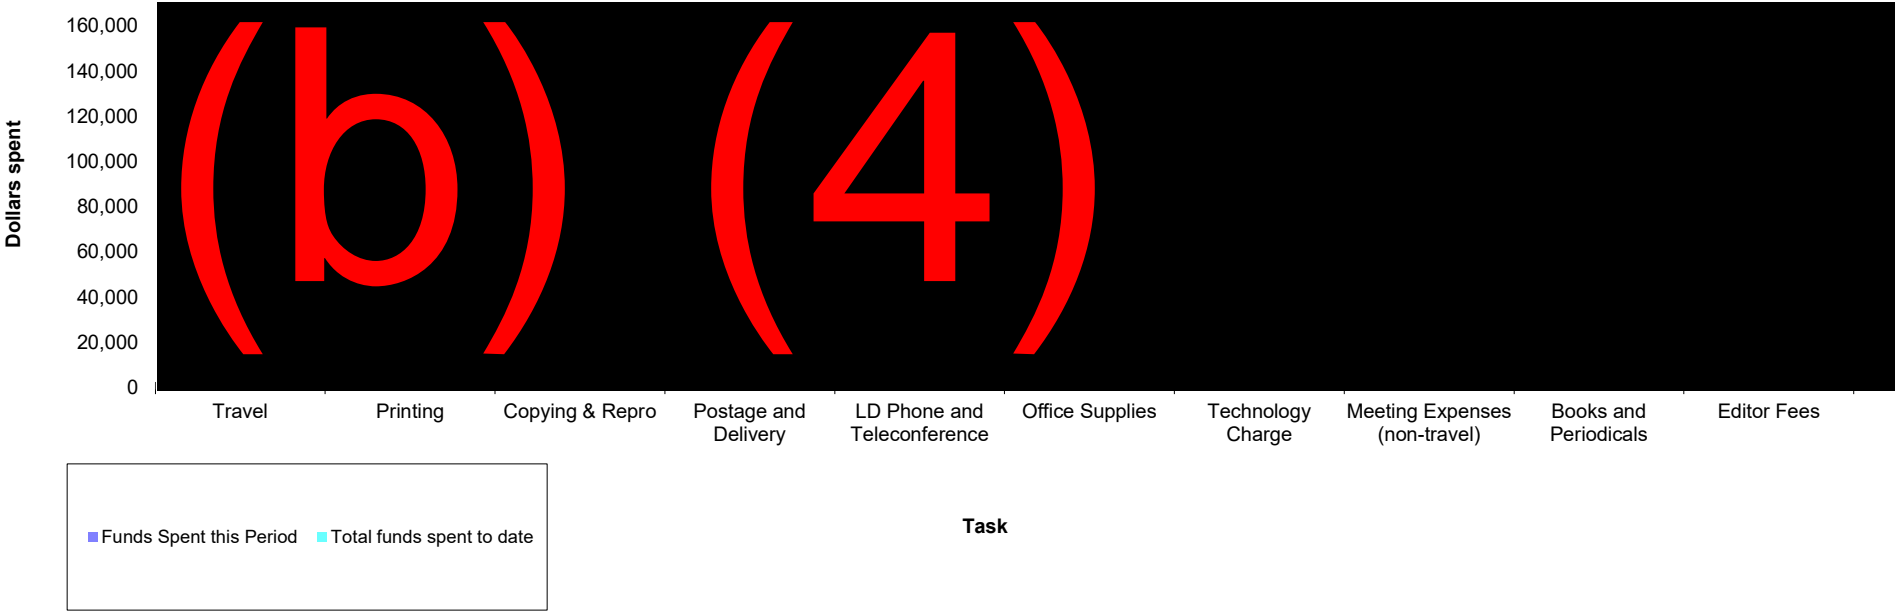 Dollars spent
160,000
140,000
120,000
100,000
80,000
60,000
40,000
20,000
0
(b) (4)
Travel
Printing
Copying & Repro
Postage and
Delivery
LD Phone and
Teleconference
Office Supplies
Technology
Charge
Meeting Expenses
(non-travel)
Books and
Periodicals
Editor Fees
Task
Funds Spent this Period
Total funds spent to date